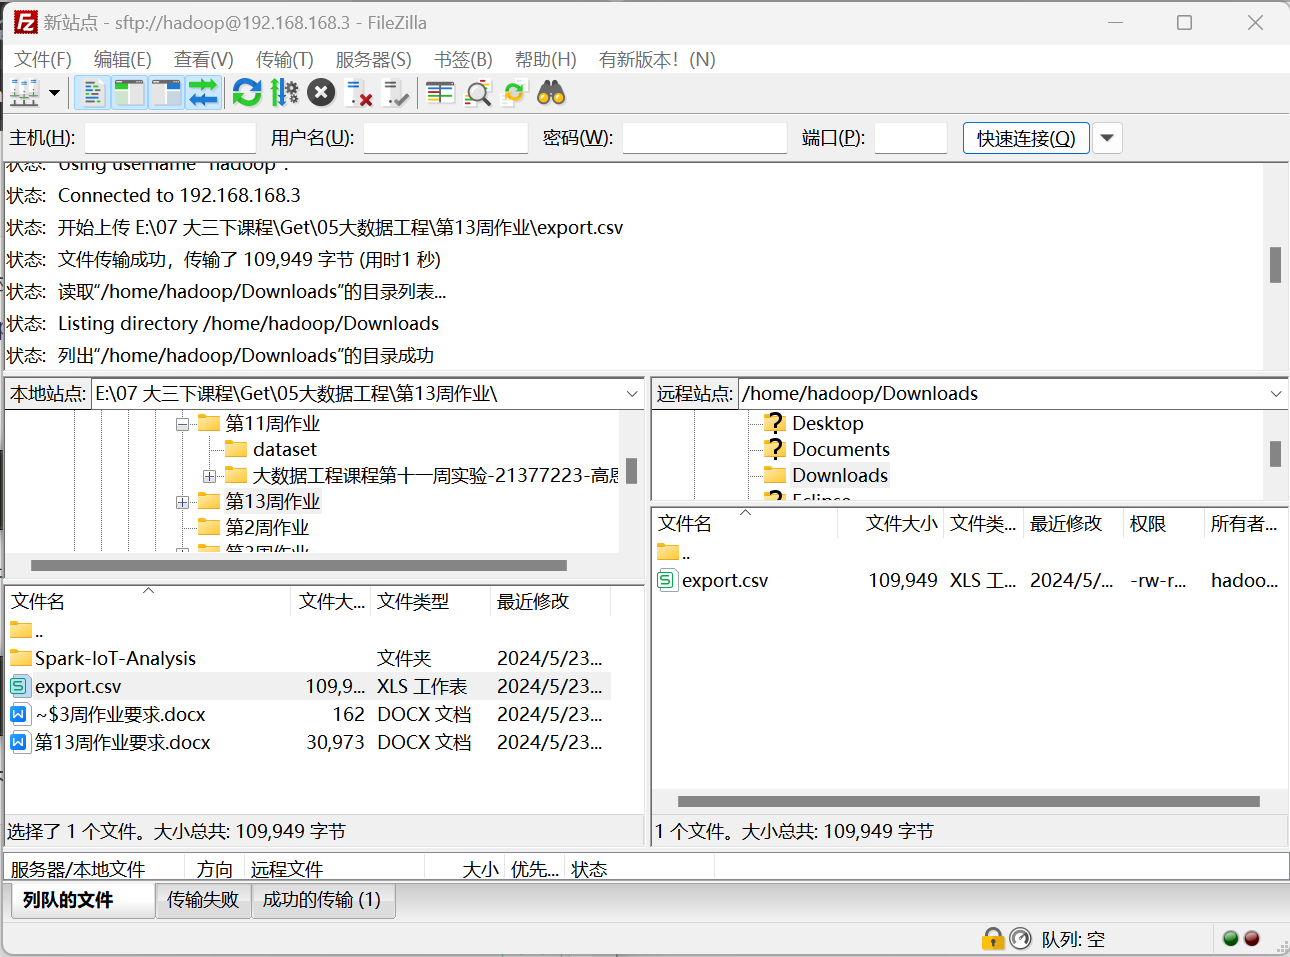 新站点 - sftp://hadoop@192.168.168.3 - FileZilla
文件(F) 编辑(E) 查看(V) 传输(T) 服务器(S) 书签(B) 帮助(H) 有新版本！(N)
主机(H): 用户名(U): 密码(W): 端口(P): 快速连接(Q)
状态: Using username "hadoop".
状态: Connected to 192.168.168.3
状态: 开始上传 E:\07 大三下课程\Get\05大数据工程\第13周作业\export.csv
状态: 文件传输成功，传输了 109,949 字节 (用时1 秒)
状态: 读取“/home/hadoop/Downloads”的目录列表...
状态: Listing directory /home/hadoop/Downloads
状态: 列出“/home/hadoop/Downloads”的目录成功
本地站点: E:\07 大三下课程\Get\05大数据工程\第13周作业\
第11周作业
dataset
大数据工程课程第十一周实验-21377223-高恩
第13周作业
第2周作业
第3周作业
文件名 文件大... 文件类型 最近修改
..
Spark-IoT-Analysis 文件夹 2024/5/23...
export.csv 109,9... XLS 工作表 2024/5/23...
~$3周作业要求.docx 162 DOCX 文档 2024/5/23...
第13周作业要求.docx 30,973 DOCX 文档 2024/5/23...
选择了 1 个文件。大小总共: 109,949 字节
远程站点: /home/hadoop/Downloads
Desktop
Documents
Downloads
Eclipse
文件名 文件大小 文件类... 最近修改 权限 所有者...
..
export.csv 109,949 XLS 工... 2024/5/... -rw-r... hadoo...
1 个文件。大小总共: 109,949 字节
服务器/本地文件 方向 远程文件 大小 优先... 状态
列队的文件 传输失败 成功的传输 (1)
队列: 空